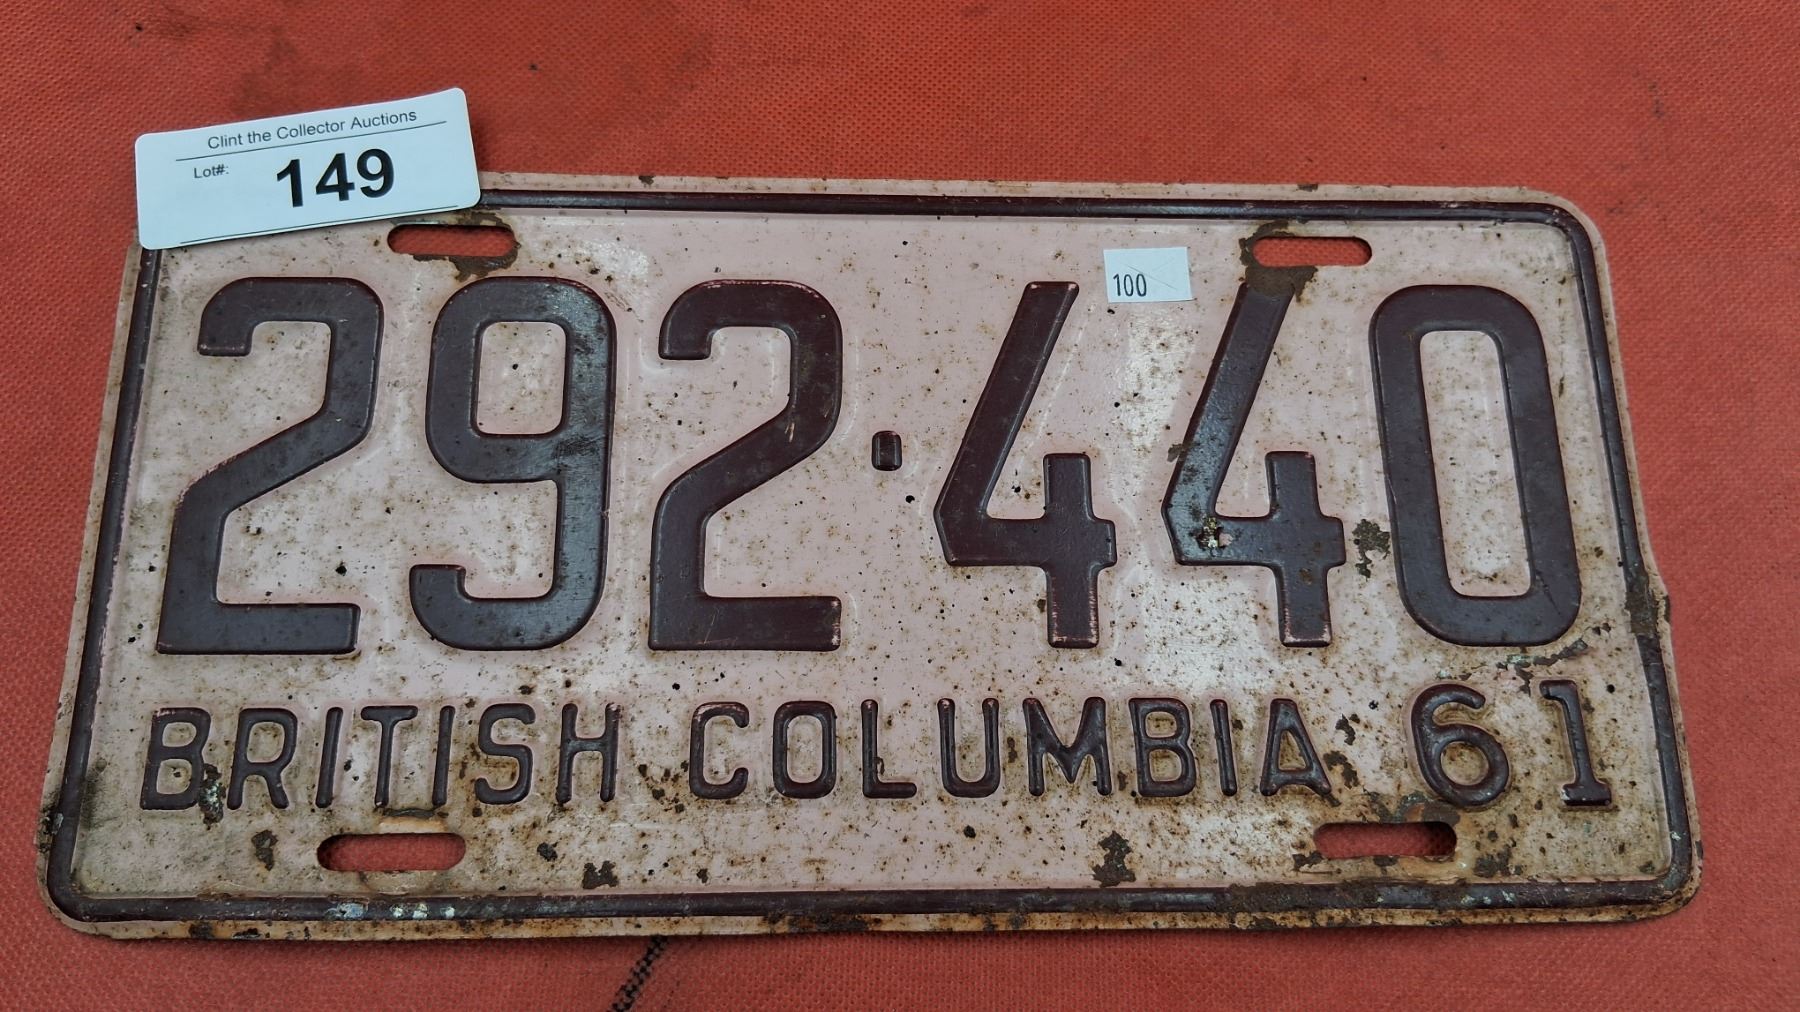 Clint the Collector Auctions
Lot#: 149
100
292·440
BRITISH COLUMBIA 61